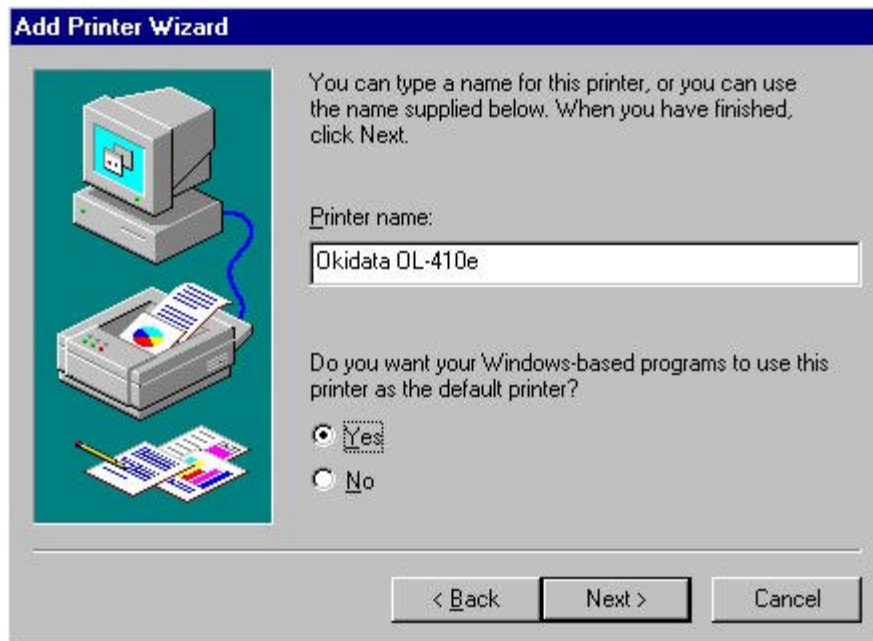 Add Printer Wizard
You can type a name for this printer, or you can use
the name supplied below. When you have finished,
click Next.
Printer name:
Okidata OL-410e
Do you want your Windows-based programs to use this
printer as the default printer?
Yes
No
< Back
Next >
Cancel